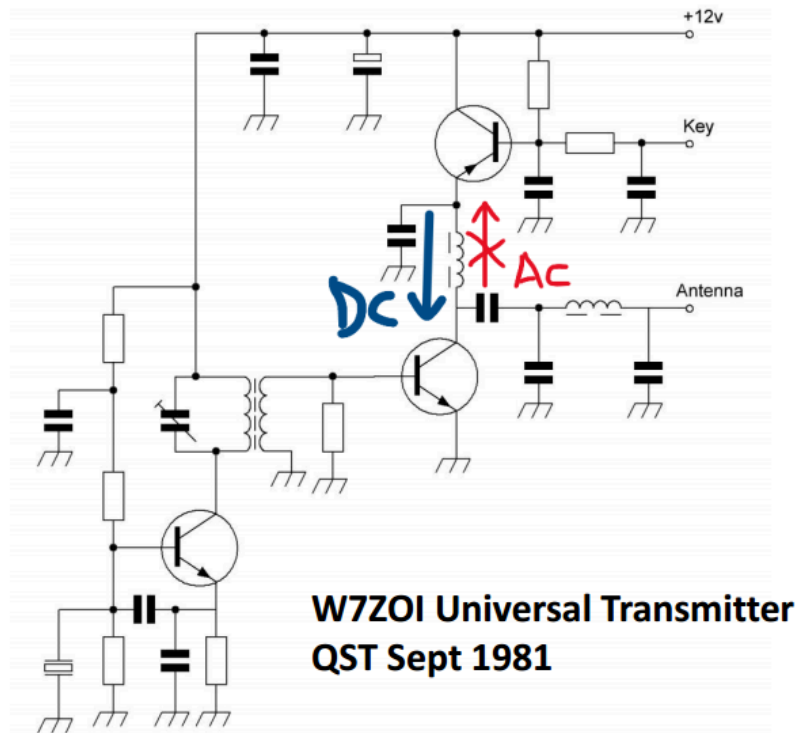 +12v
Key
DC
AC
Antenna
W7ZOI Universal Transmitter
QST Sept 1981